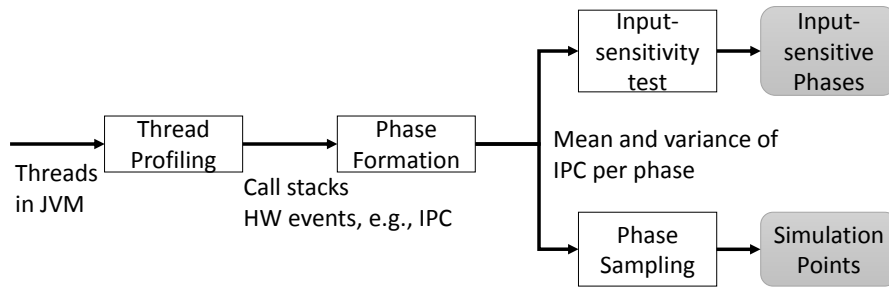 Threads
in JVM
Thread
Profiling
Call stacks
HW events, e.g., IPC
Phase
Formation
Mean and variance of
IPC per phase
Input-
sensitivity
test
Input-
sensitive
Phases
Phase
Sampling
Simulation
Points